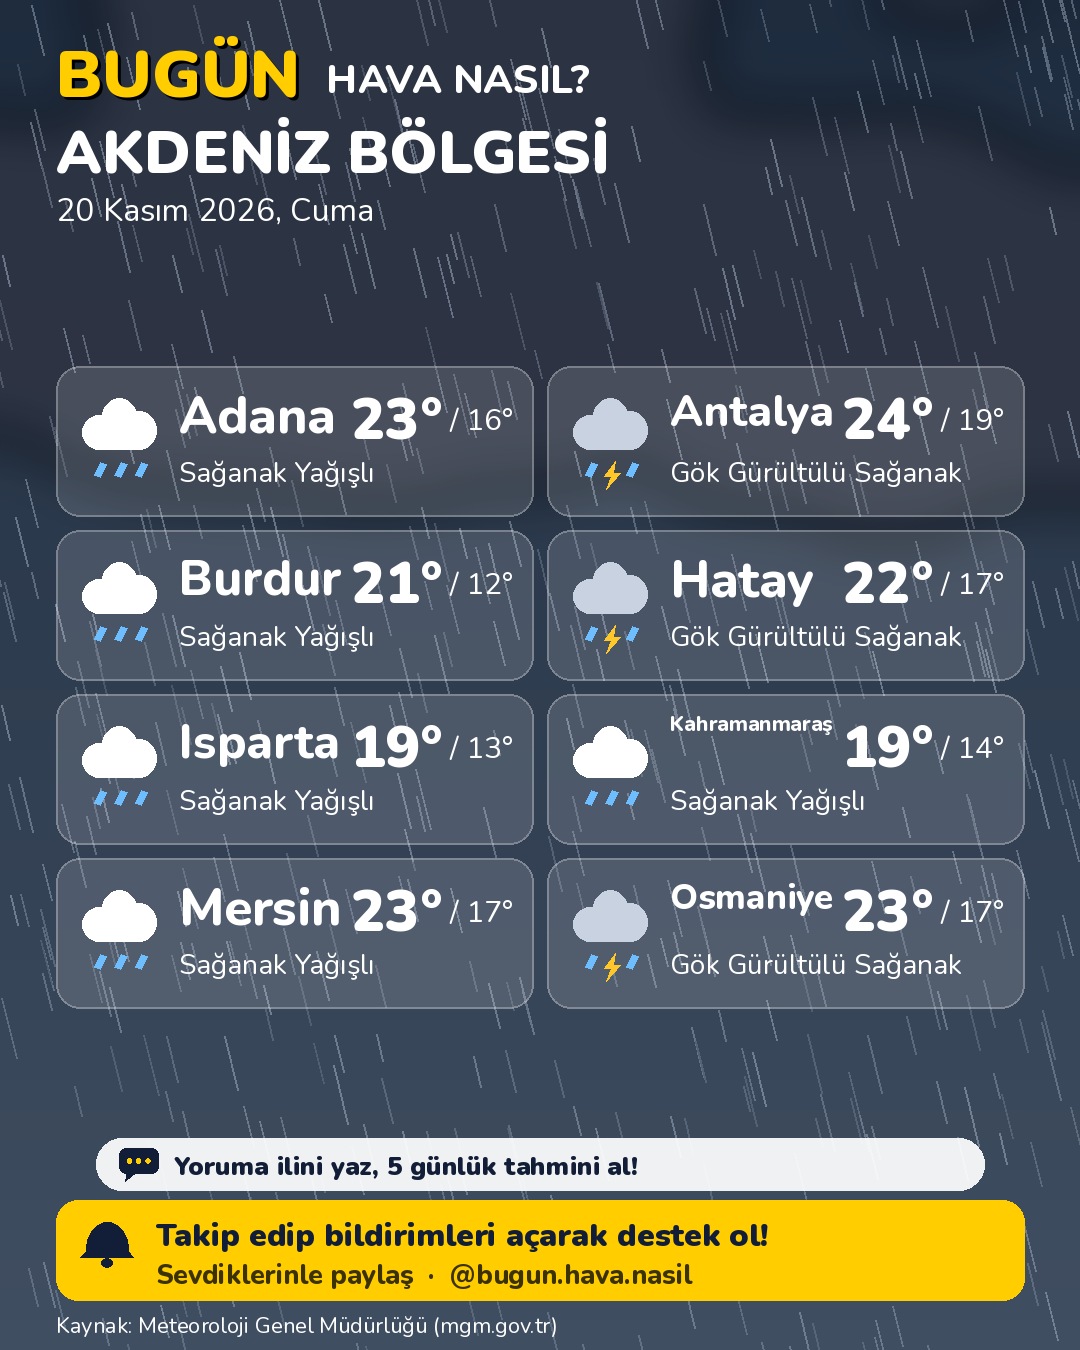 BUGÜN HAVA NASIL?
AKDENİZ BÖLGESİ
20 Kasım 2026, Cuma
Adana 23° / 16°
Sağanak Yağışlı
Antalya 24° / 19°
Gök Gürültülü Sağanak
Burdur 21° / 12°
Sağanak Yağışlı
Hatay 22° / 17°
Gök Gürültülü Sağanak
Isparta 19° / 13°
Sağanak Yağışlı
Kahramanmaraş 19° / 14°
Sağanak Yağışlı
Mersin 23° / 17°
Sağanak Yağışlı
Osmaniye 23° / 17°
Gök Gürültülü Sağanak
Yoruma ilini yaz, 5 günlük tahmini al!
Takip edip bildirimleri açarak destek ol!
Sevdiklerinle paylaş · @bugun.hava.nasil
Kaynak: Meteoroloji Genel Müdürlüğü (mgm.gov.tr)